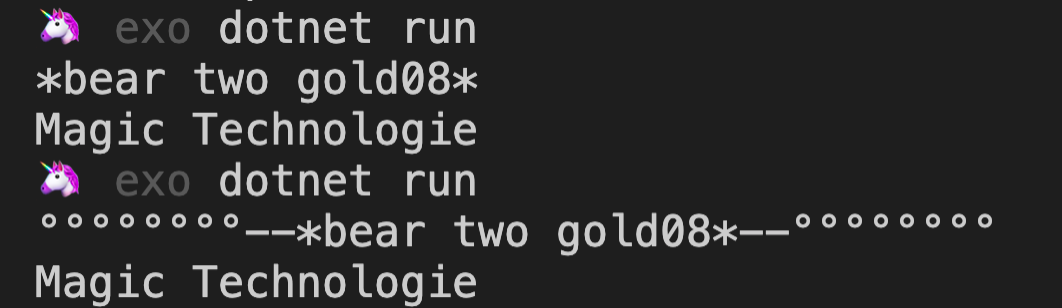 🦄 exo dotnet run
*bear two gold08*
Magic Technologie
🦄 exo dotnet run
°°°°°°°°--*bear two gold08*--°°°°°°°°
Magic Technologie